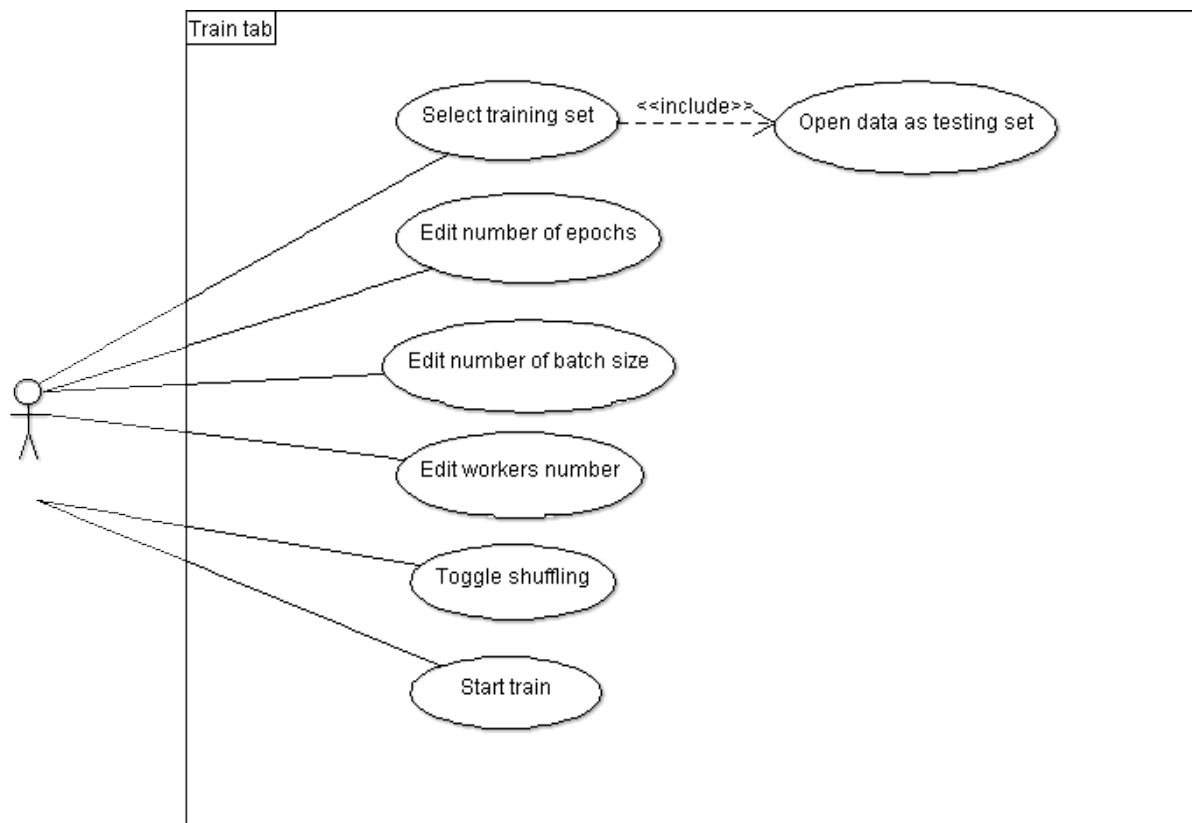 Train tab
Select training set
<<include>>
Open data as testing set
Edit number of epochs
Edit number of batch size
Edit workers number
Toggle shuffling
Start train